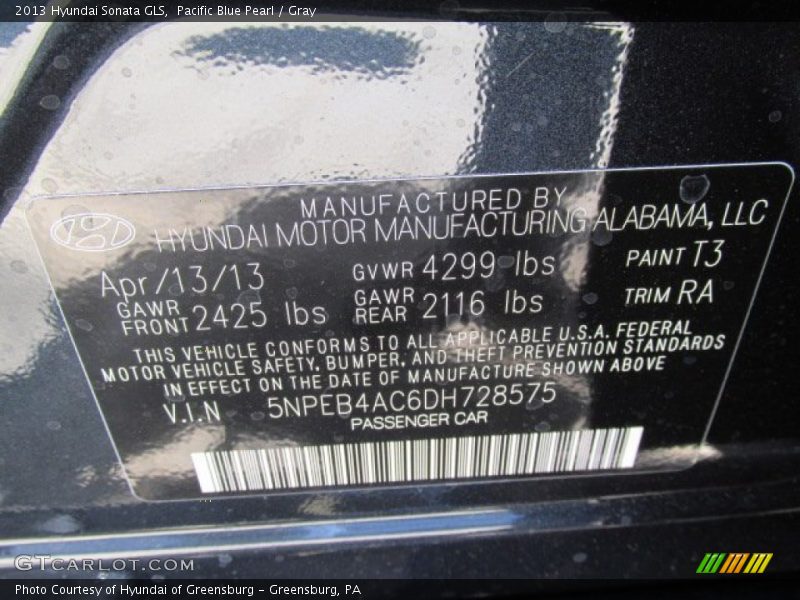 2013 Hyundai Sonata GLS, Pacific Blue Pearl / Gray
MANUFACTURED BY
HYUNDAI MOTOR MANUFACTURING ALABAMA, LLC
Apr/13/13 GVWR 4299 lbs PAINT T3
GAWR FRONT 2425 lbs GAWR REAR 2116 lbs TRIM RA
THIS VEHICLE CONFORMS TO ALL APPLICABLE U.S.A. FEDERAL
MOTOR VEHICLE SAFETY, BUMPER, AND THEFT PREVENTION STANDARDS
IN EFFECT ON THE DATE OF MANUFACTURE SHOWN ABOVE
V.I.N 5NPEB4AC6DH728575
PASSENGER CAR
GTCARLOT.COM
Photo Courtesy of Hyundai of Greensburg - Greensburg, PA